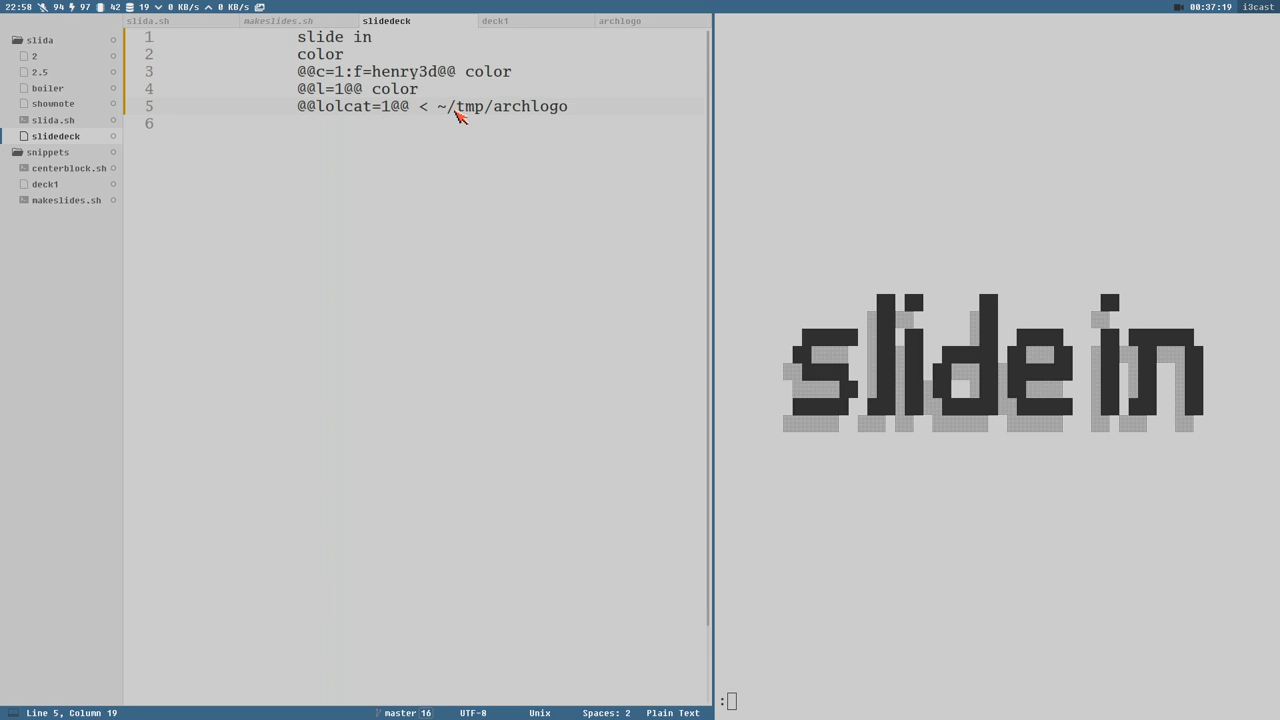 22:58 94 97 42 19 0 KB/s 0 KB/s 00:37:19 i3cast
slida.sh makeslides.sh slidedeck deck1 archlogo
slida
2
2.5
boiler
shownote
slida.sh
slidedeck
snippets
centerblock.sh
deck1
makeslides.sh
1 slide in
2 color
3 @@c=1:f=henry3d@@ color
4 @@l=1@@ color
5 @@lolcat=1@@ < ~/tmp/archlogo
6
slide in
:
Line 5, Column 19 master 16 UTF-8 Unix Spaces: 2 Plain Text